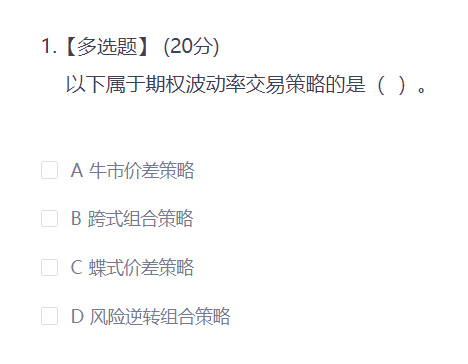 1.【多选题】 (20分)
以下属于期权波动率交易策略的是（ ）。
A 牛市价差策略
B 跨式组合策略
C 蝶式价差策略
D 风险逆转组合策略